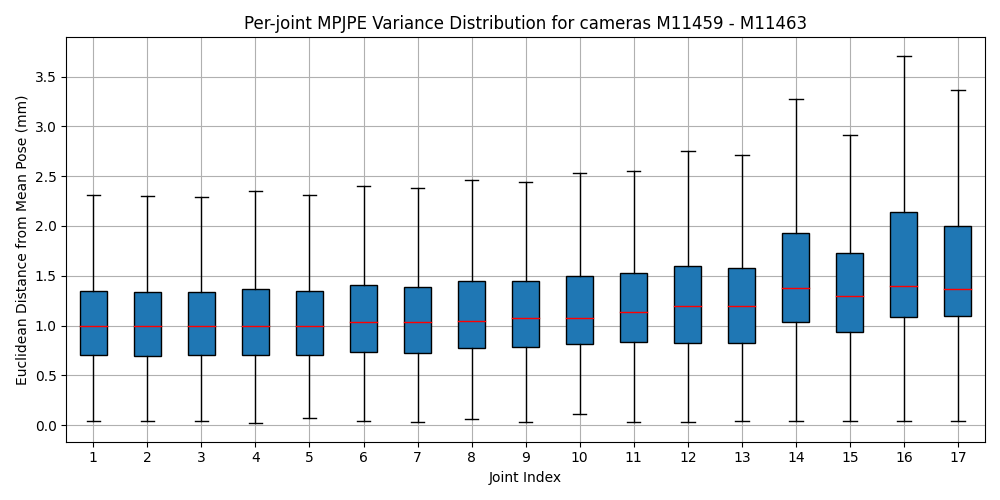 Per-joint MPJPE Variance Distribution for cameras M11459 - M11463
Euclidean Distance from Mean Pose (mm)
3.5
3.0
2.5
2.0
1.5
1.0
0.5
0.0
1 2 3 4 5 6 7 8 9 10 11 12 13 14 15 16 17
Joint Index